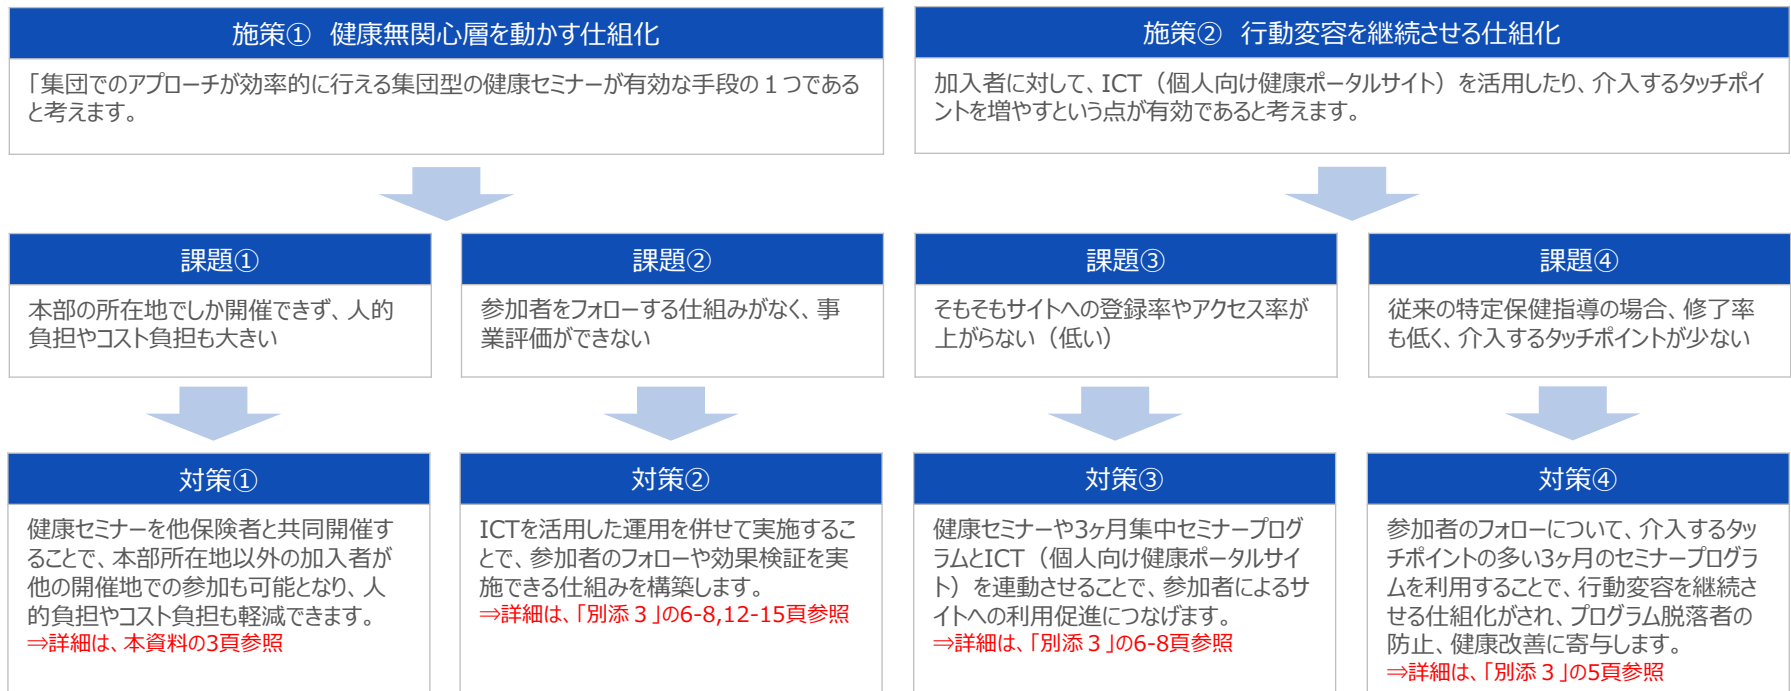 施策① 健康無関心層を動かす仕組化
「集団でのアプローチが効率的に行える集団型の健康セミナーが有効な手段の１つである
と考えます。
施策② 行動変容を継続させる仕組化
加入者に対して、ICT（個人向け健康ポータルサイト）を活用したり、介入するタッチポイ
ントを増やすという点が有効であると考えます。
課題①
本部の所在地でしか開催できず、人的
負担やコスト負担も大きい
課題②
参加者をフォローする仕組みがなく、事
業評価ができない
課題③
そもそもサイトへの登録率やアクセス率が
上がらない（低い）
課題④
従来の特定保健指導の場合、修了率
も低く、介入するタッチポイントが少ない
対策①
健康セミナーを他保険者と共同開催す
ることで、本部所在地以外の加入者が
他の開催地での参加も可能となり、人
的負担やコスト負担も軽減できます。
⇒詳細は、本資料の3頁参照
対策②
ICTを活用した運用を併せて実施するこ
とで、参加者のフォローや効果検証を実
施できる仕組みを構築します。
⇒詳細は、「別添３」の6-8,12-15頁参照
対策③
健康セミナーや3ヶ月集中セミナープログ
ラムとICT（個人向け健康ポータルサイ
ト）を連動させることで、参加者によるサ
イトへの利用促進につなげます。
⇒詳細は、「別添３」の6-8頁参照
対策④
参加者のフォローについて、介入するタッ
チポイントの多い3ヶ月のセミナープログラ
ムを利用することで、行動変容を継続さ
せる仕組化がされ、プログラム脱落者の
防止、健康改善に寄与します。
⇒詳細は、「別添３」の5頁参照